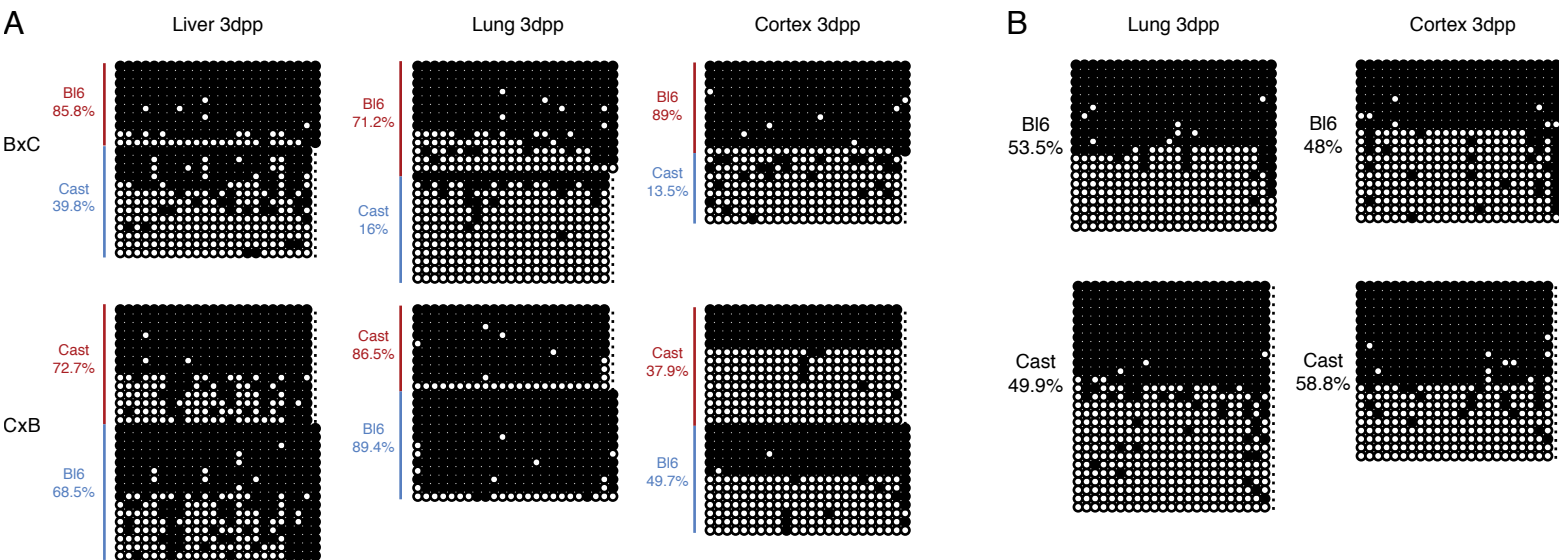 A
Liver 3dpp
Lung 3dpp
Cortex 3dpp
BxC
Bl6
85.8%
Cast
39.8%
Bl6
71.2%
Cast
16%
Bl6
89%
Cast
13.5%
CxB
Cast
72.7%
Bl6
68.5%
Cast
86.5%
Bl6
89.4%
Cast
37.9%
Bl6
49.7%
B
Lung 3dpp
Cortex 3dpp
Bl6
53.5%
Bl6
48%
Cast
49.9%
Cast
58.8%